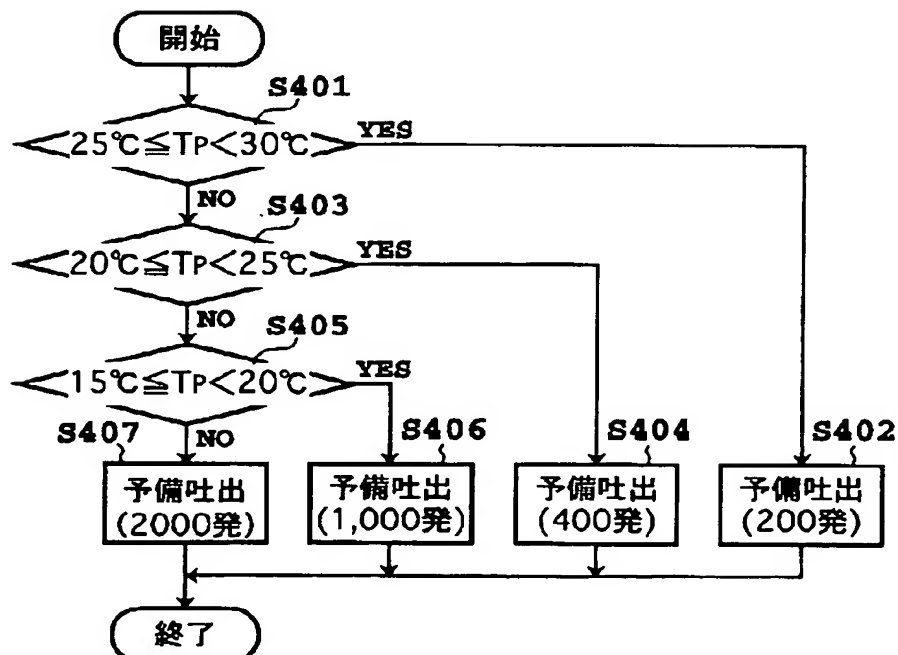 開始
S401
25℃≦TP<30℃
YES
NO
S403
20℃≦TP<25℃
YES
NO
S405
15℃≦TP<20℃
YES
NO
S407
S406
S404
S402
予備吐出
(2000発)
予備吐出
(1,000発)
予備吐出
(400発)
予備吐出
(200発)
終了